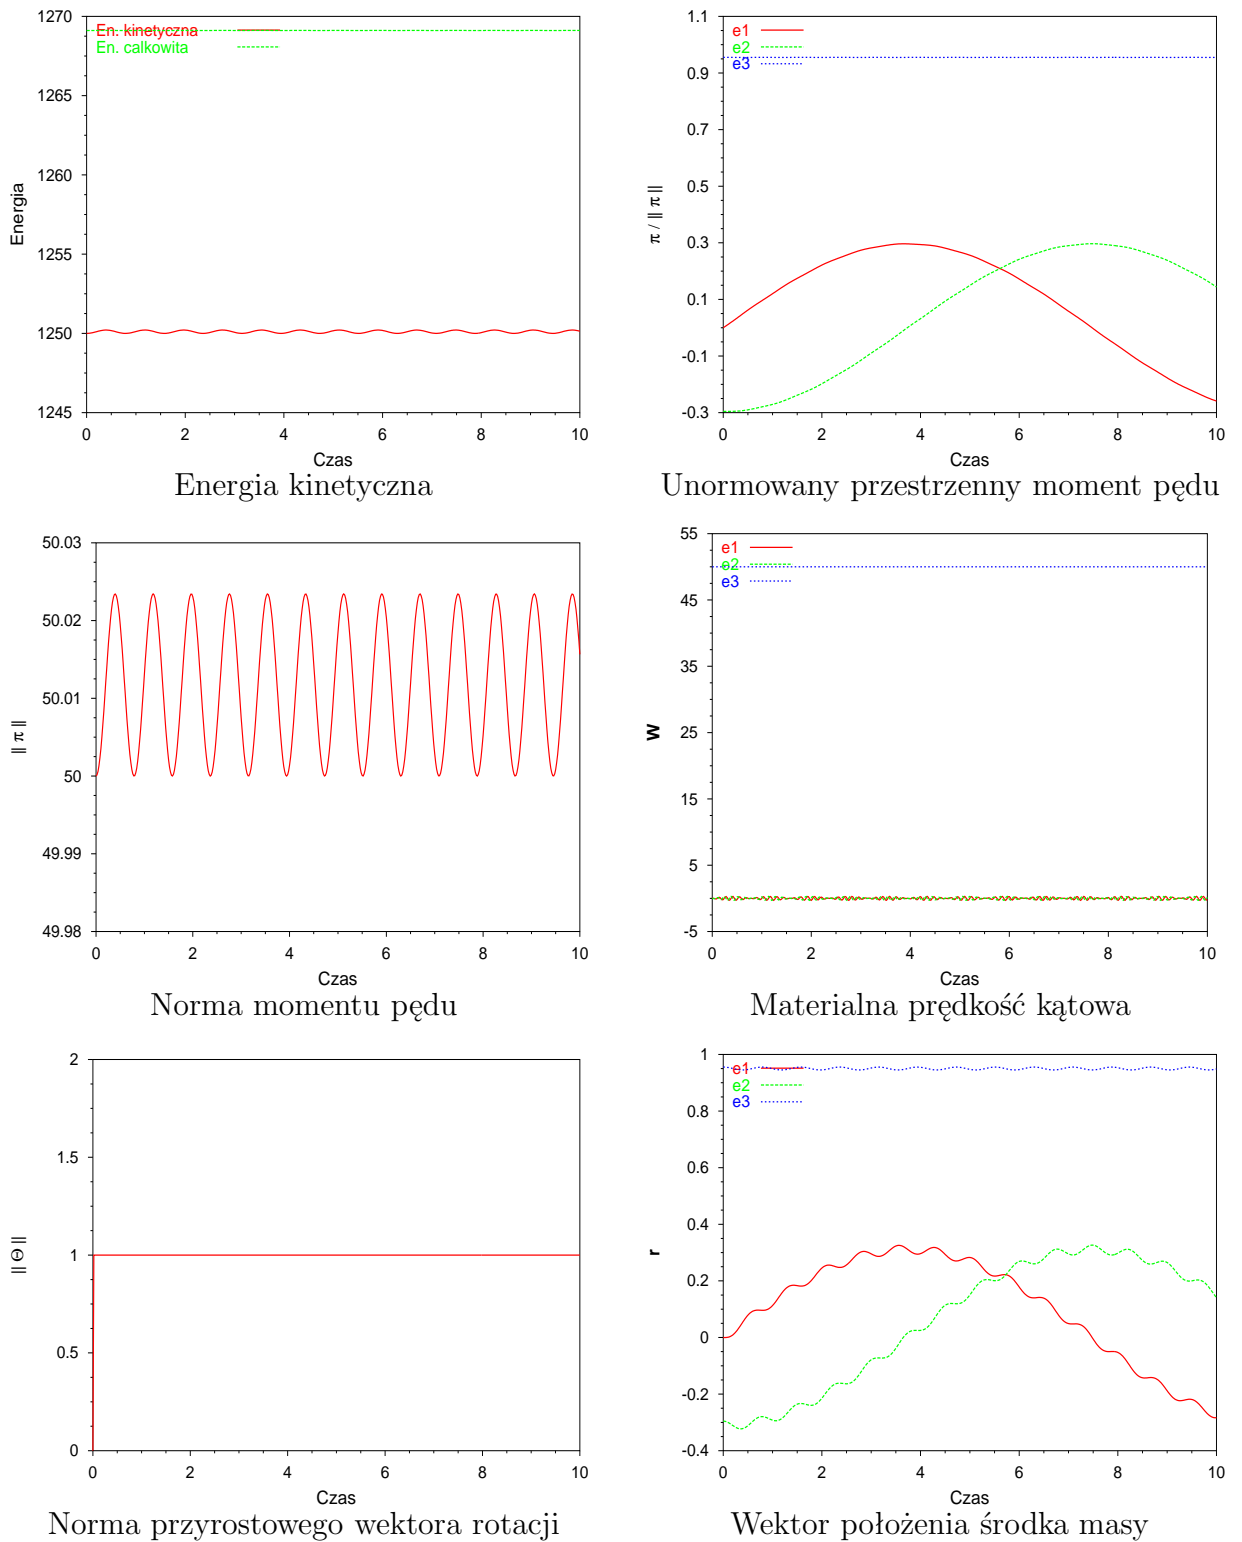 1270
1265
1260
1255
1250
1245
Energia
En. kinetyczna
En. calkowita
0 2 4 6 8 10
Czas
Energia kinetyczna
1.1
0.9
0.7
0.5
0.3
0.1
-0.1
-0.3
π / || π ||
e1
e2
e3
0 2 4 6 8 10
Czas
Unormowany przestrzenny moment pędu
50.03
50.02
50.01
50
49.99
49.98
|| π ||
0 2 4 6 8 10
Czas
Norma momentu pędu
55
45
35
25
15
5
-5
W
e1
e2
e3
0 2 4 6 8 10
Czas
Materialna prędkość kątowa
2
1.5
1
0.5
0
|| Θ ||
0 2 4 6 8 10
Czas
Norma przyrostowego wektora rotacji
1
0.8
0.6
0.4
0.2
0
-0.2
-0.4
r
e1
e2
e3
0 2 4 6 8 10
Czas
Wektor położenia środka masy